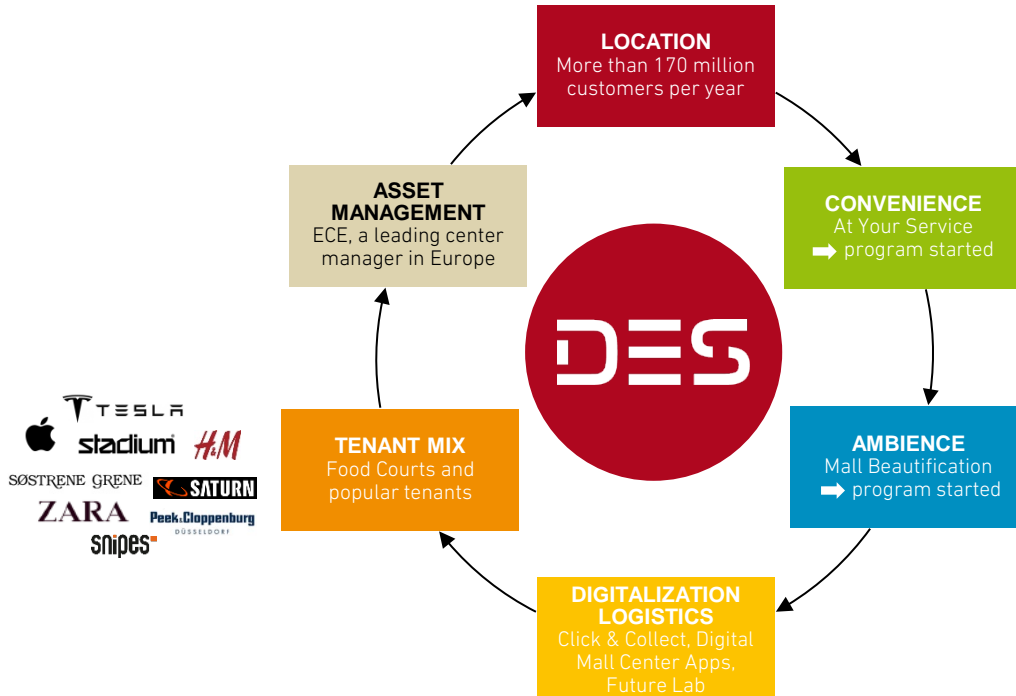 LOCATION
More than 170 million
customers per year
CONVENIENCE
At Your Service
➡ program started
AMBIENCE
Mall Beautification
➡ program started
DIGITALIZATION
LOGISTICS
Click & Collect, Digital
Mall Center Apps,
Future Lab
TENANT MIX
Food Courts and
popular tenants
ASSET
MANAGEMENT
ECE, a leading center
manager in Europe
DES
TESLA
stadium
H&M
SØSTRENE GRENE
SATURN
ZARA
Peek&Cloppenburg
DÜSSELDORF
snipes